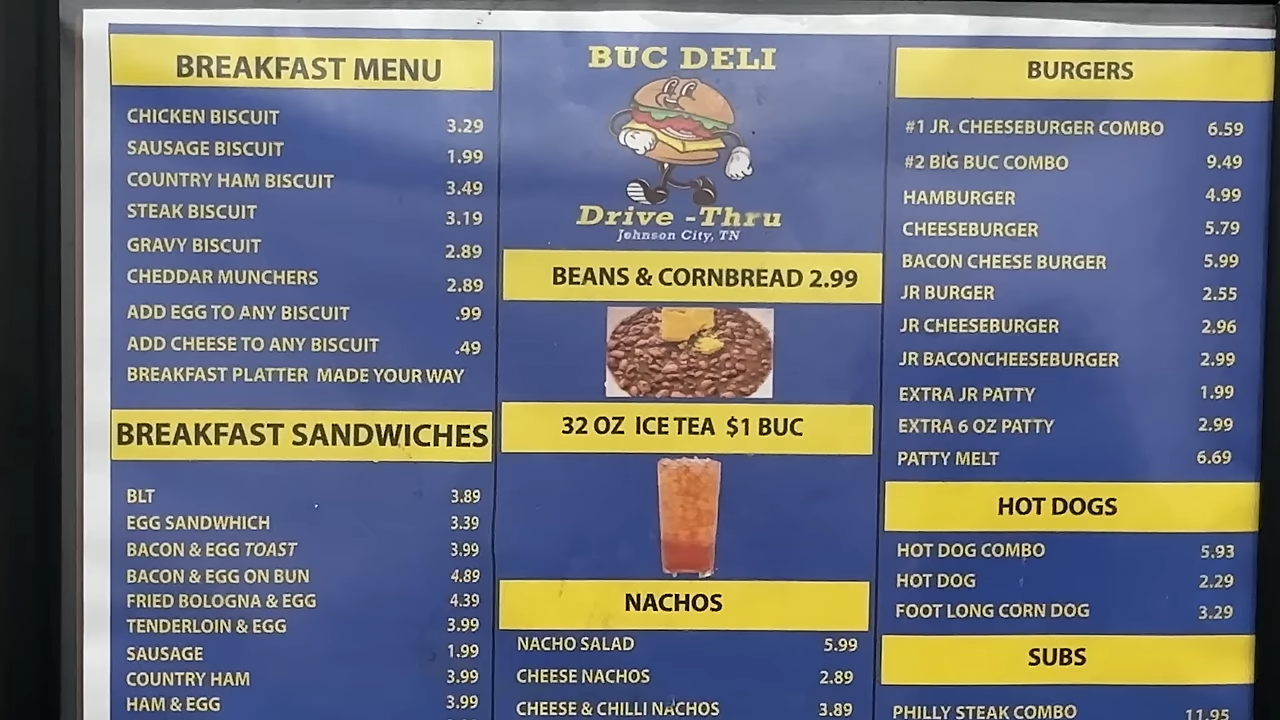 BREAKFAST MENU
CHICKEN BISCUIT 3.29
SAUSAGE BISCUIT 1.99
COUNTRY HAM BISCUIT 3.49
STEAK BISCUIT 3.19
GRAVY BISCUIT 2.89
CHEDDAR MUNCHERS 2.89
ADD EGG TO ANY BISCUIT .99
ADD CHEESE TO ANY BISCUIT .49
BREAKFAST PLATTER MADE YOUR WAY
BREAKFAST SANDWICHES
BLT 3.89
EGG SANDWHICH 3.39
BACON & EGG TOAST 3.99
BACON & EGG ON BUN 4.89
FRIED BOLOGNA & EGG 4.39
TENDERLOIN & EGG 3.99
SAUSAGE 1.99
COUNTRY HAM 3.99
HAM & EGG 3.99
BUC DELI
Drive -Thru
Johnson City, TN
BEANS & CORNBREAD 2.99
32 OZ ICE TEA $1 BUC
NACHOS
NACHO SALAD 5.99
CHEESE NACHOS 2.89
CHEESE & CHILLI NACHOS 3.89
BURGERS
#1 JR. CHEESEBURGER COMBO 6.59
#2 BIG BUC COMBO 9.49
HAMBURGER 4.99
CHEESEBURGER 5.79
BACON CHEESE BURGER 5.99
JR BURGER 2.55
JR CHEESEBURGER 2.96
JR BACONCHEESEBURGER 2.99
EXTRA JR PATTY 1.99
EXTRA 6 OZ PATTY 2.99
PATTY MELT 6.69
HOT DOGS
HOT DOG COMBO 5.93
HOT DOG 2.29
FOOT LONG CORN DOG 3.29
SUBS
PHILLY STEAK COMBO 11.95